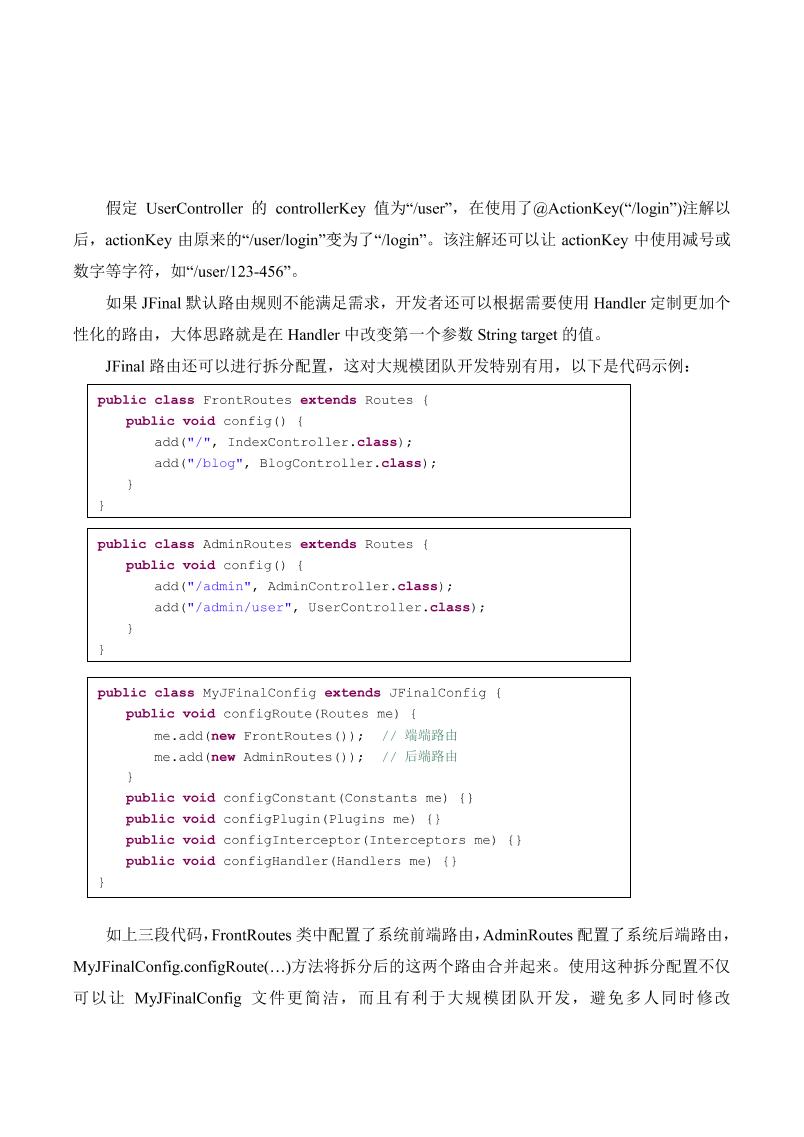 假定 UserController 的 controllerKey 值为“/user”，在使用了@ActionKey(“/login”)注解以
后，actionKey 由原来的“/user/login”变为了“/login”。该注解还可以让 actionKey 中使用减号或
数字等字符，如“/user/123-456”。
如果 JFinal 默认路由规则不能满足需求，开发者还可以根据需要使用 Handler 定制更加个
性化的路由，大体思路就是在 Handler 中改变第一个参数 String target 的值。
JFinal 路由还可以进行拆分配置，这对大规模团队开发特别有用，以下是代码示例：
public class FrontRoutes extends Routes {
public void config() {
add("/", IndexController.class);
add("/blog", BlogController.class);
}
}
public class AdminRoutes extends Routes {
public void config() {
add("/admin", AdminController.class);
add("/admin/user", UserController.class);
}
}
public class MyJFinalConfig extends JFinalConfig {
public void configRoute(Routes me) {
me.add(new FrontRoutes()); // 端端路由
me.add(new AdminRoutes()); // 后端路由
}
public void configConstant(Constants me) {}
public void configPlugin(Plugins me) {}
public void configInterceptor(Interceptors me) {}
public void configHandler(Handlers me) {}
}
如上三段代码，FrontRoutes 类中配置了系统前端路由，AdminRoutes 配置了系统后端路由，
MyJFinalConfig.configRoute(…)方法将拆分后的这两个路由合并起来。使用这种拆分配置不仅
可以让 MyJFinalConfig 文件更简洁，而且有利于大规模团队开发，避免多人同时修改